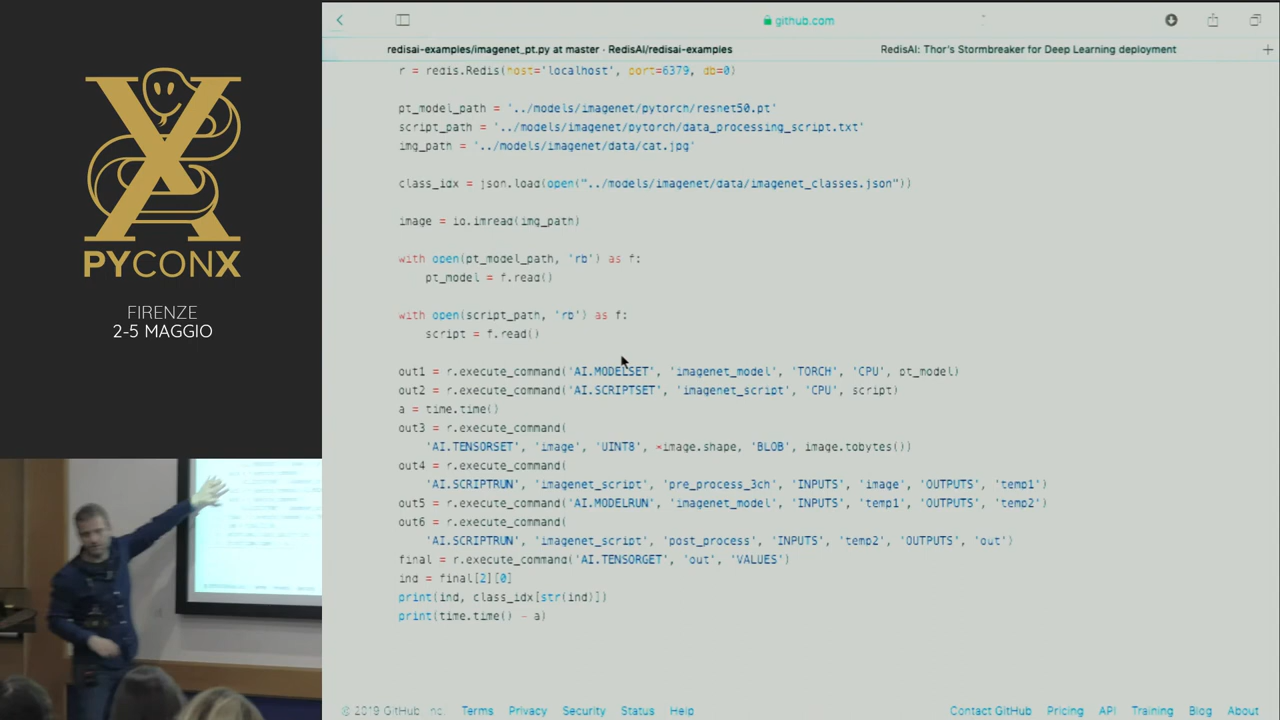 PYCONX
FIRENZE
2-5 MAGGIO
github.com
redisai-examples/imagenet_pt.py at master · RedisAI/redisai-examples
RedisAI: Thor's Stormbreaker for Deep Learning deployment
r = redis.Redis(host='localhost', port=6379, db=0)
pt_model_path = '../models/imagenet/pytorch/resnet50.pt'
script_path = '../models/imagenet/pytorch/data_processing_script.txt'
img_path = '../models/imagenet/data/cat.jpg'
class_idx = json.load(open("../models/imagenet/data/imagenet_classes.json"))
image = io.imread(img_path)
with open(pt_model_path, 'rb') as f:
    pt_model = f.read()
with open(script_path, 'rb') as f:
    script = f.read()
out1 = r.execute_command('AI.MODELSET', 'imagenet_model', 'TORCH', 'CPU', pt_model)
out2 = r.execute_command('AI.SCRIPTSET', 'imagenet_script', 'CPU', script)
a = time.time()
out3 = r.execute_command(
    'AI.TENSORSET', 'image', 'UINT8', *image.shape, 'BLOB', image.tobytes())
out4 = r.execute_command(
    'AI.SCRIPTRUN', 'imagenet_script', 'pre_process_3ch', 'INPUTS', 'image', 'OUTPUTS', 'temp1')
out5 = r.execute_command('AI.MODELRUN', 'imagenet_model', 'INPUTS', 'temp1', 'OUTPUTS', 'temp2')
out6 = r.execute_command(
    'AI.SCRIPTRUN', 'imagenet_script', 'post_process', 'INPUTS', 'temp2', 'OUTPUTS', 'out')
final = r.execute_command('AI.TENSORGET', 'out', 'VALUES')
ind = final[2][0]
print(ind, class_idx[str(ind)])
print(time.time() - a)
© 2019 GitHub, Inc. Terms Privacy Security Status Help Contact GitHub Pricing API Training Blog About